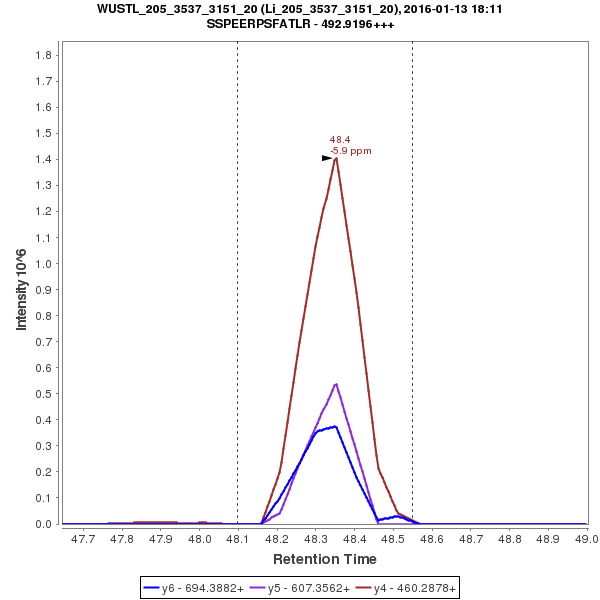 WUSTL_205_3537_3151_20 (Li_205_3537_3151_20), 2016-01-13 18:11
SSPEERPSFATLR - 492.9196+++
1.8
1.7
1.6
1.5
1.4
1.3
1.2
1.1
1.0
0.9
0.8
0.7
0.6
0.5
0.4
0.3
0.2
0.1
0.0
Intensity 10^6
48.4
-5.9 ppm
47.7 47.8 47.9 48.0 48.1 48.2 48.3 48.4 48.5 48.6 48.7 48.8 48.9 49.0
Retention Time
y6 - 694.3882+ y5 - 607.3562+ y4 - 460.2878+